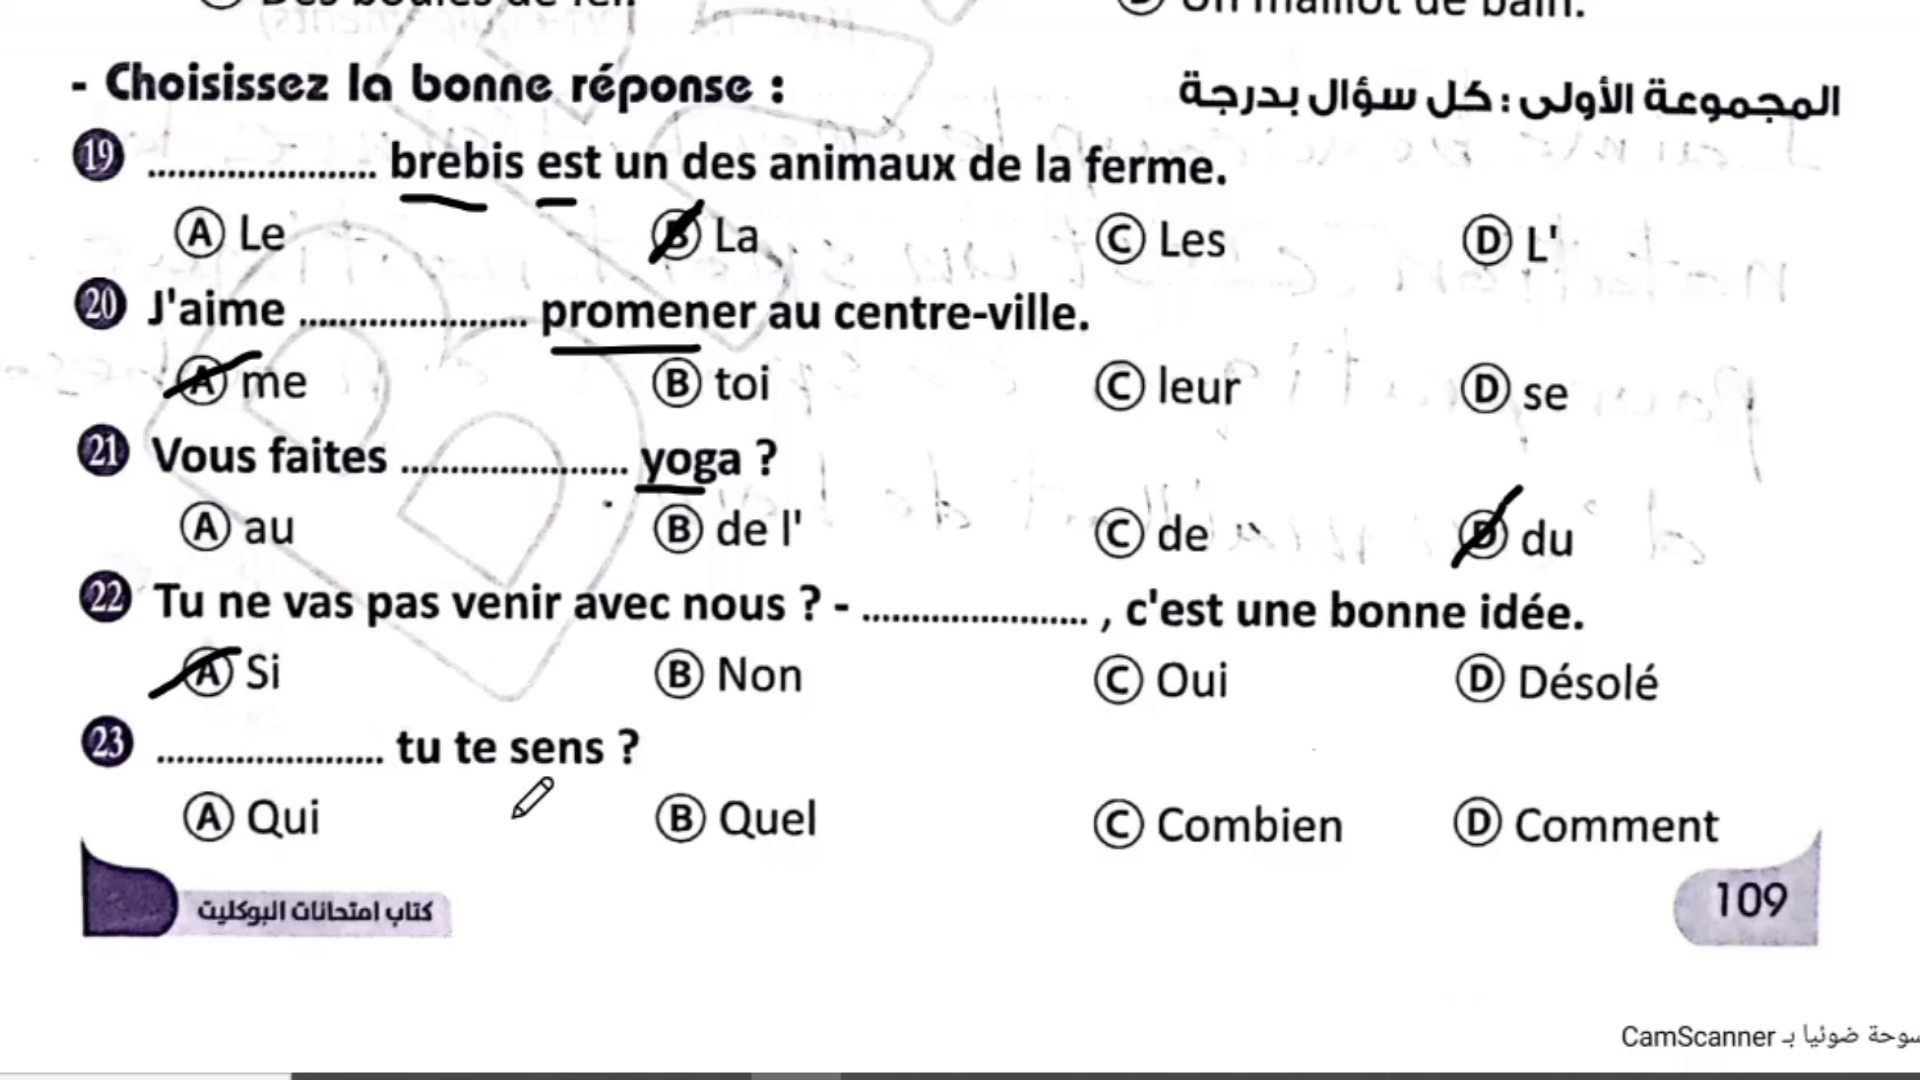 - Choisissez la bonne réponse :
المجموعة الأولى : كل سؤال بدرجة
19 ...................... brebis est un des animaux de la ferme.
A Le B La C Les D L'
20 J'aime ...................... promener au centre-ville.
A me B toi C leur D se
21 Vous faites ...................... yoga ?
A au B de l' C de D du
22 Tu ne vas pas venir avec nous ? - ...................... , c'est une bonne idée.
A Si B Non C Oui D Désolé
23 ...................... tu te sens ?
A Qui B Quel C Combien D Comment
كتاب امتحانات البوكليت
109
ضوئيا بـ CamScanner